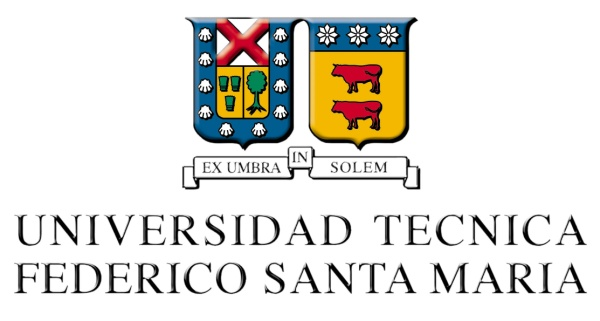 EX UMBRA IN SOLEM
UNIVERSIDAD TECNICA
FEDERICO SANTA MARIA